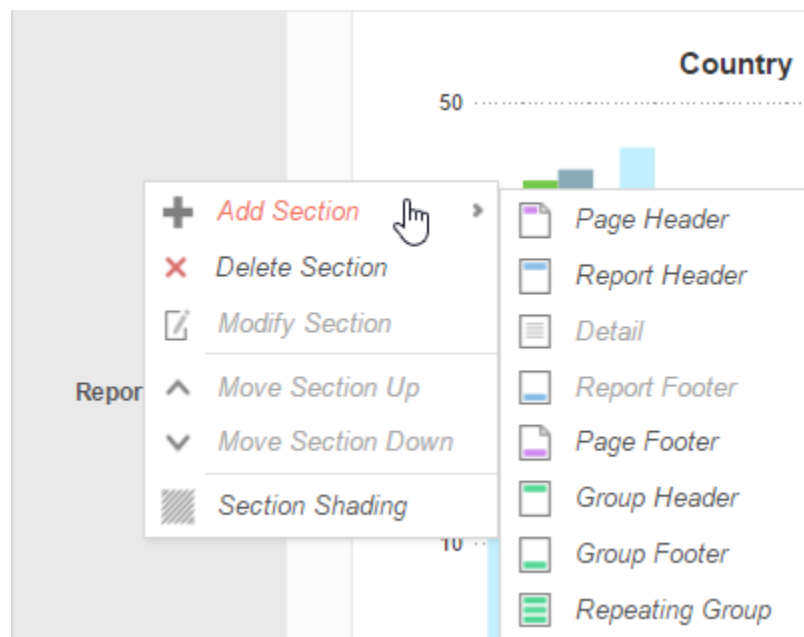 Country
50
Add Section
Page Header
Delete Section
Report Header
Modify Section
Detail
Repor
Move Section Up
Report Footer
Move Section Down
Page Footer
Section Shading
Group Header
10
Group Footer
Repeating Group